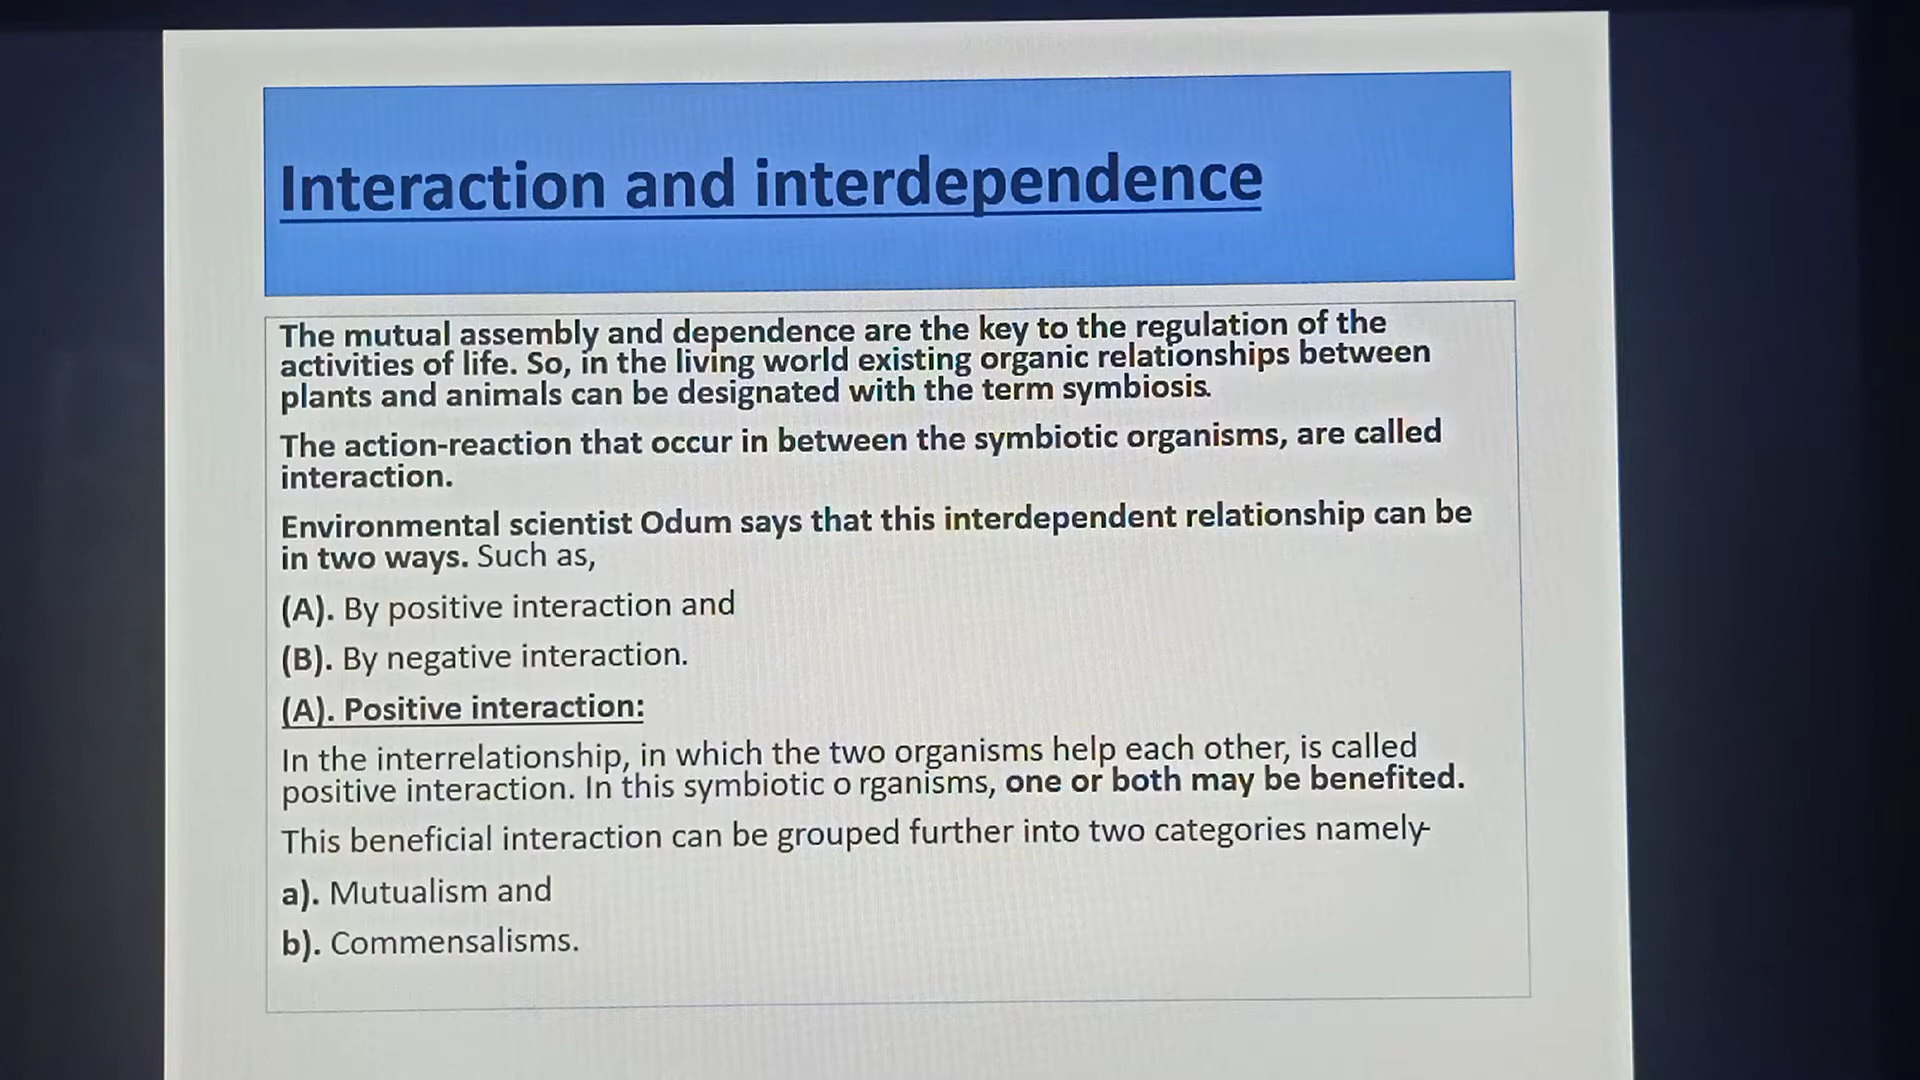 Interaction and interdependence
The mutual assembly and dependence are the key to the regulation of the
activities of life. So, in the living world existing organic relationships between
plants and animals can be designated with the term symbiosis.
The action-reaction that occur in between the symbiotic organisms, are called
interaction.
Environmental scientist Odum says that this interdependent relationship can be
in two ways. Such as,
(A). By positive interaction and
(B). By negative interaction.
(A). Positive interaction:
In the interrelationship, in which the two organisms help each other, is called
positive interaction. In this symbiotic o rganisms, one or both may be benefited.
This beneficial interaction can be grouped further into two categories namely-
a). Mutualism and
b). Commensalisms.